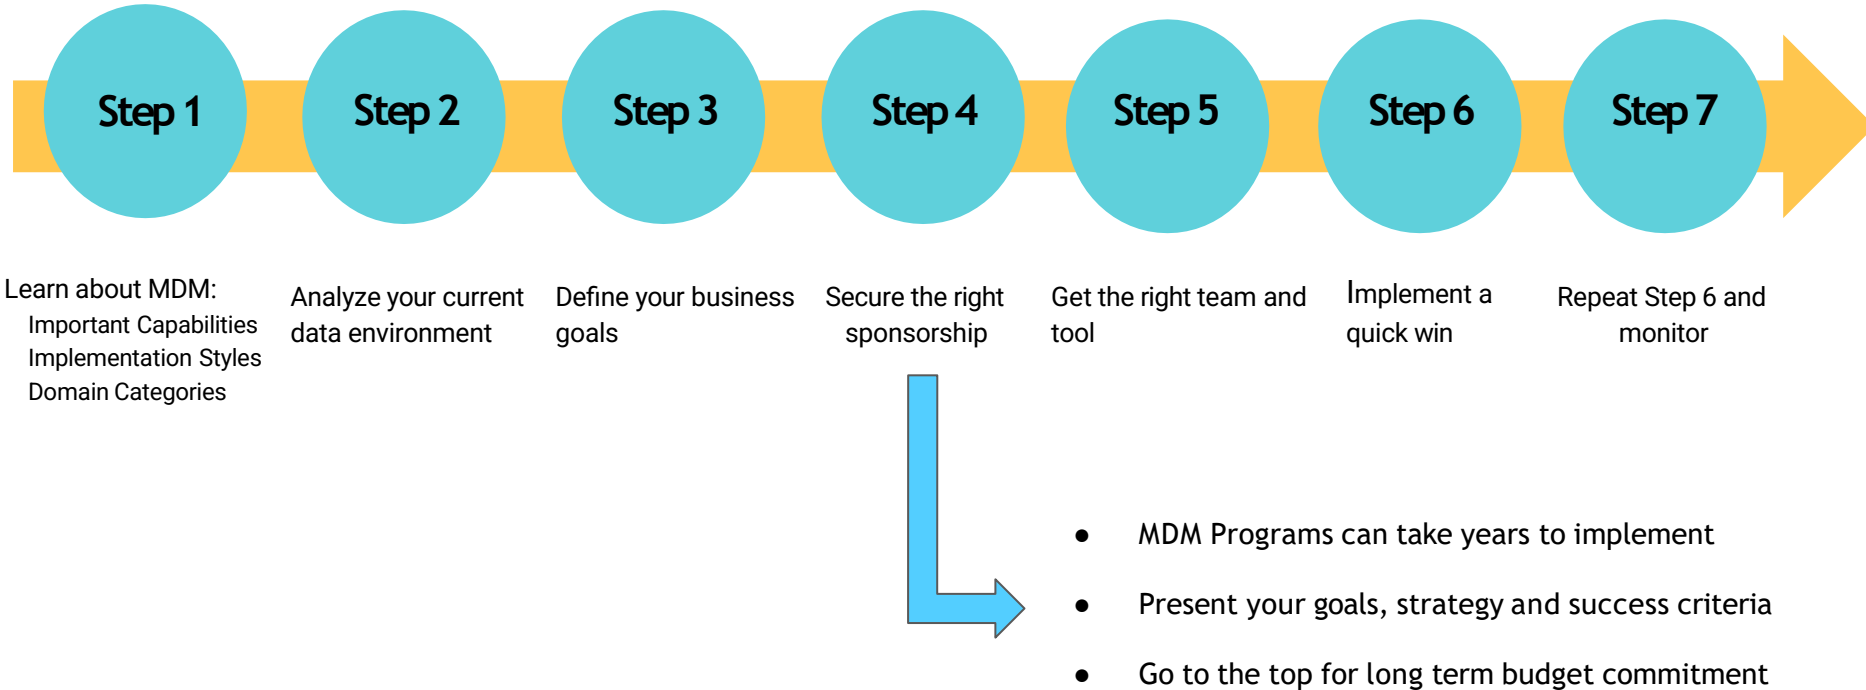 Step 1
Step 2
Step 3
Step 4
Step 5
Step 6
Step 7
Learn about MDM:
Important Capabilities
Implementation Styles
Domain Categories
Analyze your current
data environment
Define your business
goals
Secure the right
sponsorship
Get the right team and
tool
Implement a
quick win
Repeat Step 6 and
monitor
● MDM Programs can take years to implement
● Present your goals, strategy and success criteria
● Go to the top for long term budget commitment